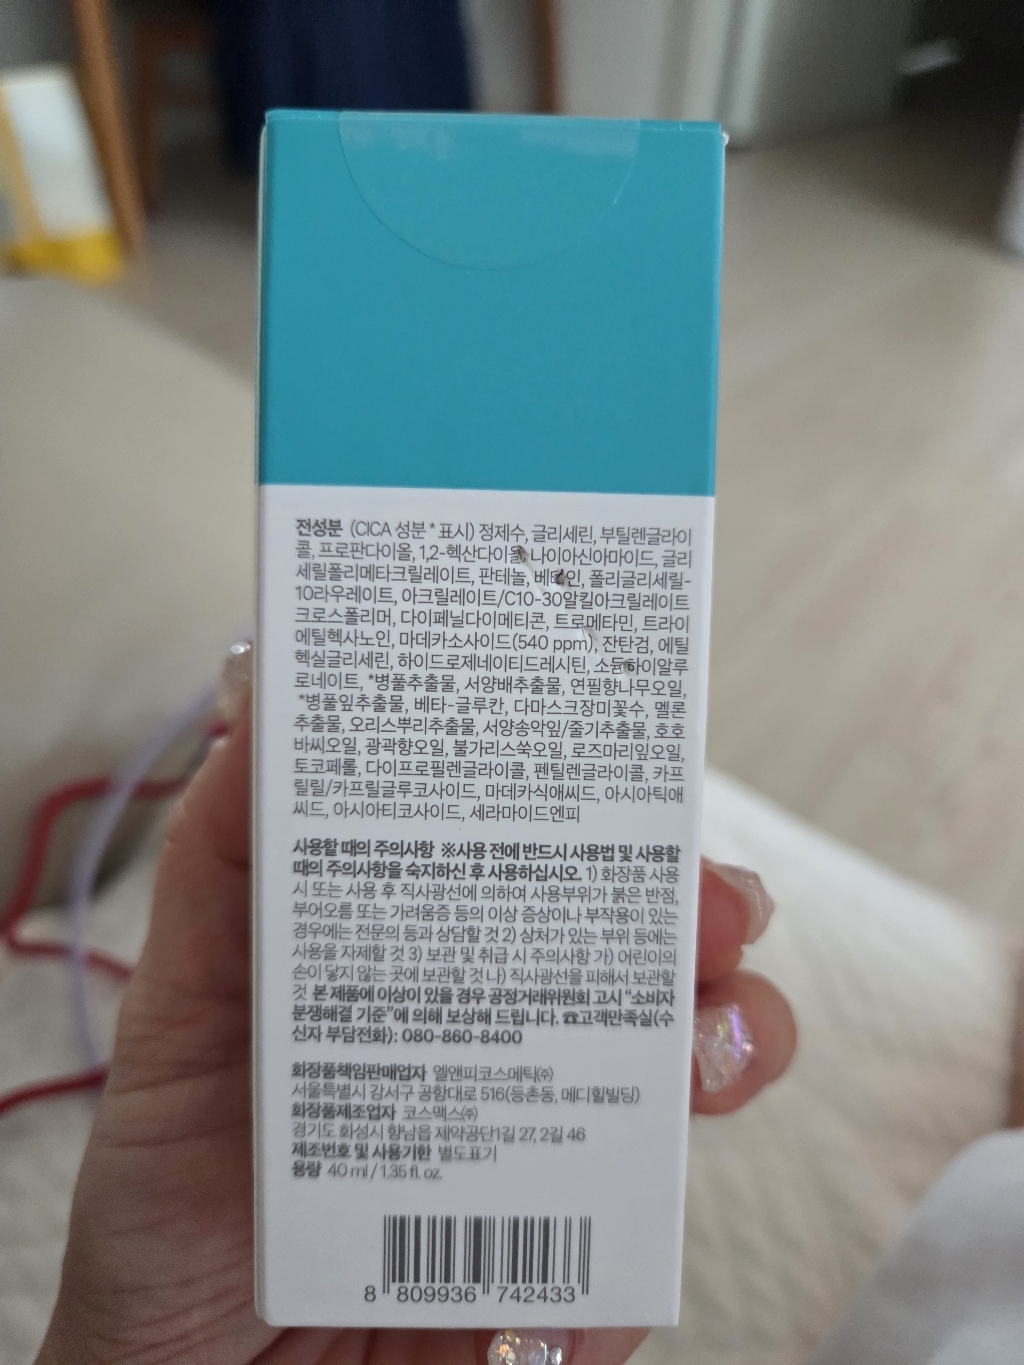 전성분 (CICA 성분 * 표시) 정제수, 글리세린, 부틸렌글라이
콜, 프로판다이올, 1,2-헥산다이올, 나이아신아마이드, 글리
세릴폴리메타크릴레이트, 판테놀, 베타인, 폴리글리세릴-
10라우레이트, 아크릴레이트/C10-30알킬아크릴레이트
크로스폴리머, 다이페닐다이메티콘, 트로메타민, 트라이
에틸헥사노인, 마데카소사이드(540 ppm), 잔탄검, 에틸
헥실글리세린, 하이드로제네이티드레시틴, 소듐하이알루
로네이트, *병풀추출물, 서양배추출물, 연필향나무오일,
*병풀잎추출물, 베타-글루칸, 다마스크장미꽃수, 멜론
추출물, 오리스뿌리추출물, 서양송악잎/줄기추출물, 호호
바씨오일, 광곽향오일, 불가리스쑥오일, 로즈마리잎오일,
토코페롤, 다이프로필렌글라이콜, 펜틸렌글라이콜, 카프
릴릴/카프릴글루코사이드, 마데카식애씨드, 아시아틱애
씨드, 아시아티코사이드, 세라마이드엔피
사용할 때의 주의사항 ※사용 전에 반드시 사용법 및 사용할
때의 주의사항을 숙지하신 후 사용하십시오. 1) 화장품 사용
시 또는 사용 후 직사광선에 의하여 사용부위가 붉은 반점,
부어오름 또는 가려움증 등의 이상 증상이나 부작용이 있는
경우에는 전문의 등과 상담할 것 2) 상처가 있는 부위 등에는
사용을 자제할 것 3) 보관 및 취급 시 주의사항 가) 어린이의
손이 닿지 않는 곳에 보관할 것 나) 직사광선을 피해서 보관할
것 본 제품에 이상이 있을 경우 공정거래위원회 고시 "소비자
분쟁해결 기준"에 의해 보상해 드립니다. ☎고객만족실(수
신자 부담전화): 080-860-8400
화장품책임판매업자 엘앤피코스메틱㈜
서울특별시 강서구 공항대로 516(등촌동, 메디힐빌딩)
화장품제조업자 코스맥스㈜
경기도 화성시 향남읍 제약공단1길 27, 2길 46
제조번호 및 사용기한 별도표기
용량 40 ml / 1.35 fl. oz.
8 809936 742433